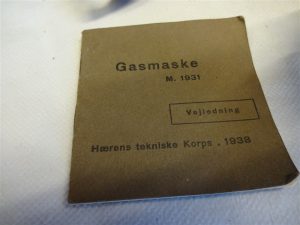 Gasmaske
M. 1931
Vejledning
Hærens tekniske Korps . 1938